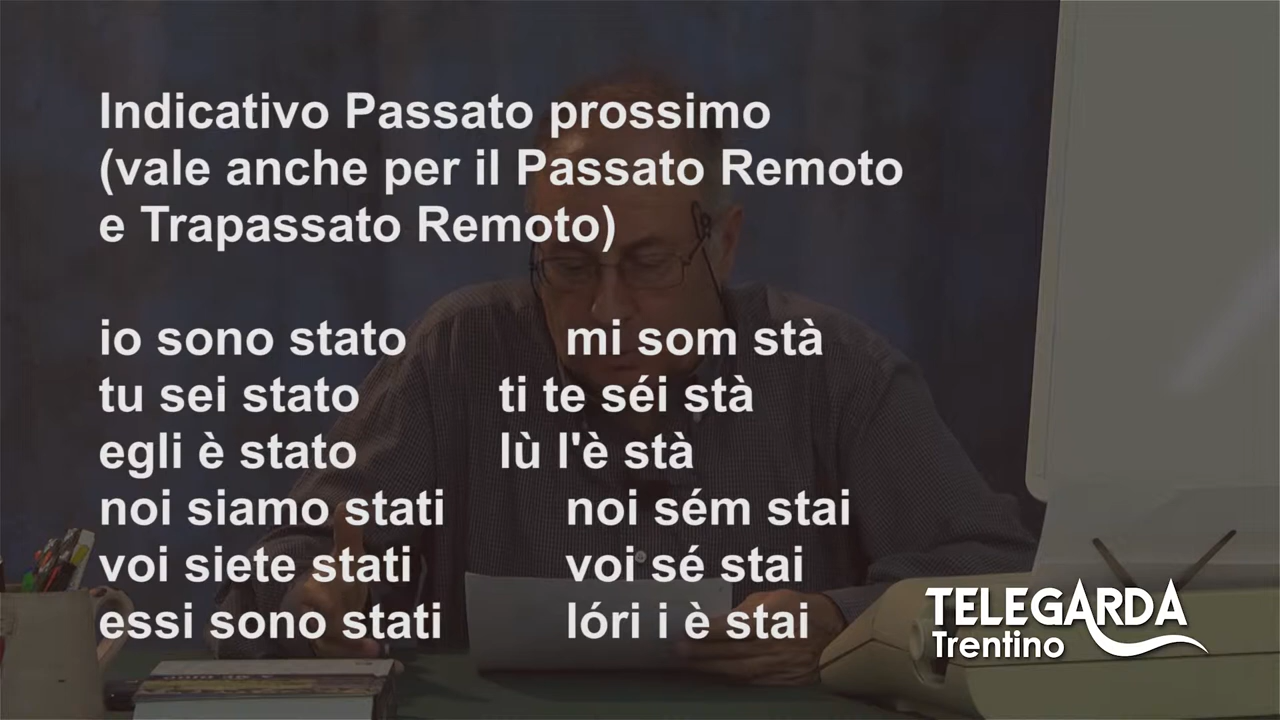 Indicativo Passato prossimo
(vale anche per il Passato Remoto
e Trapassato Remoto)
io sono stato mi som stà
tu sei stato ti te séi stà
egli è stato lù l'è stà
noi siamo stati noi sém stai
voi siete stati voi sé stai
essi sono stati lóri i è stai
TELEGARDA
Trentino